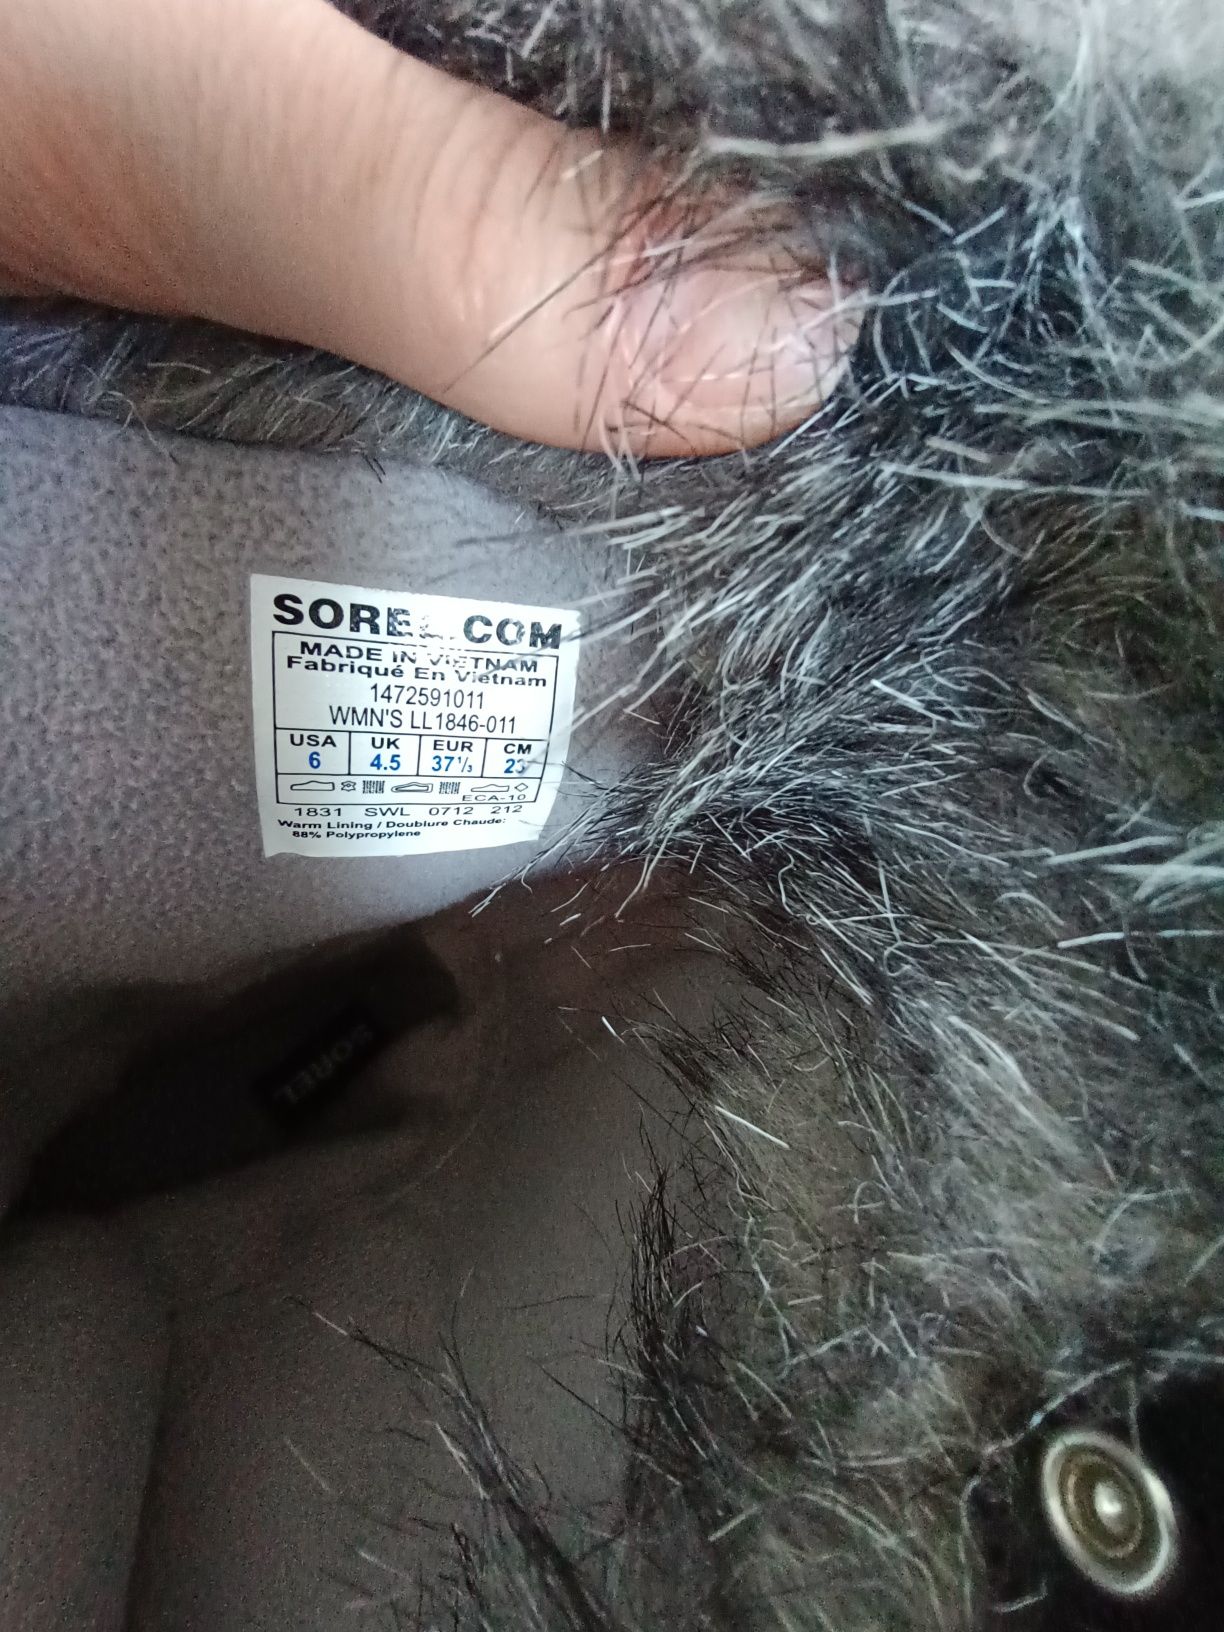 SOREL.COM
MADE IN VIETNAM
Fabriqué En Vietnam
1472591011
WMN'S LL1846-011
USA UK EUR CM
6 4.5 37⅓ 23
ECA-10
1831 SWL 0712 212
Warm Lining / Doublure Chaude:
88% Polypropylene
SOREL